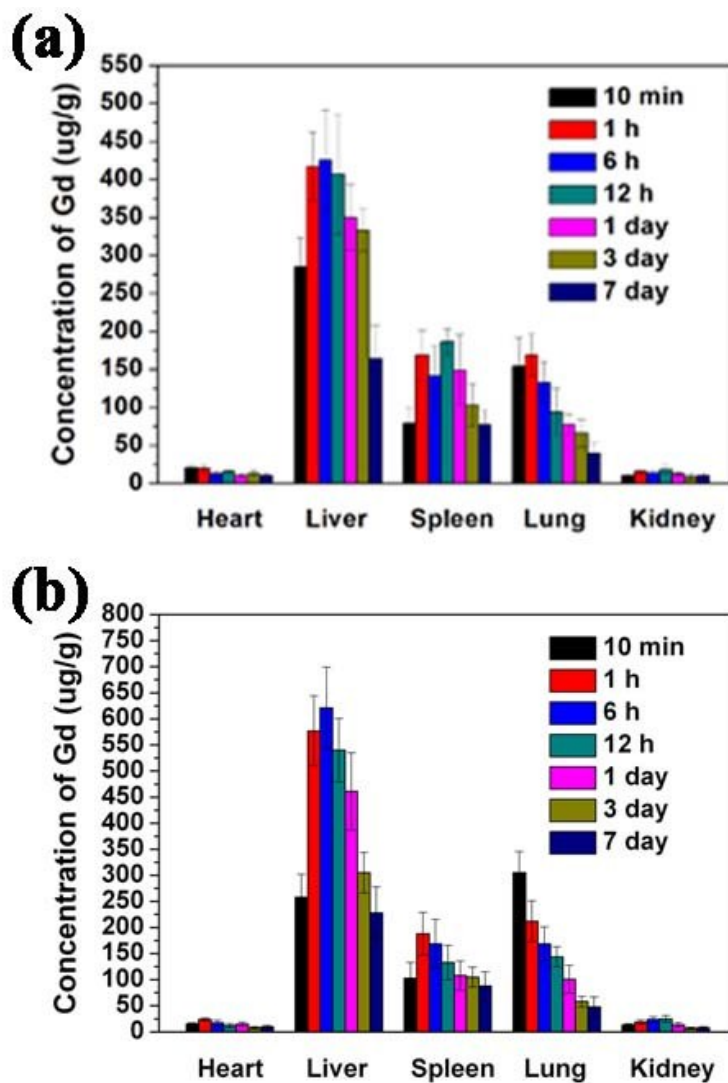 (a)
550
500
450
400
350
300
250
200
150
100
50
0
Concentration of Gd (ug/g)
10 min
1 h
6 h
12 h
1 day
3 day
7 day
Heart Liver Spleen Lung Kidney
(b)
800
750
700
650
600
550
500
450
400
350
300
250
200
150
100
50
0
Concentration of Gd (ug/g)
10 min
1 h
6 h
12 h
1 day
3 day
7 day
Heart Liver Spleen Lung Kidney